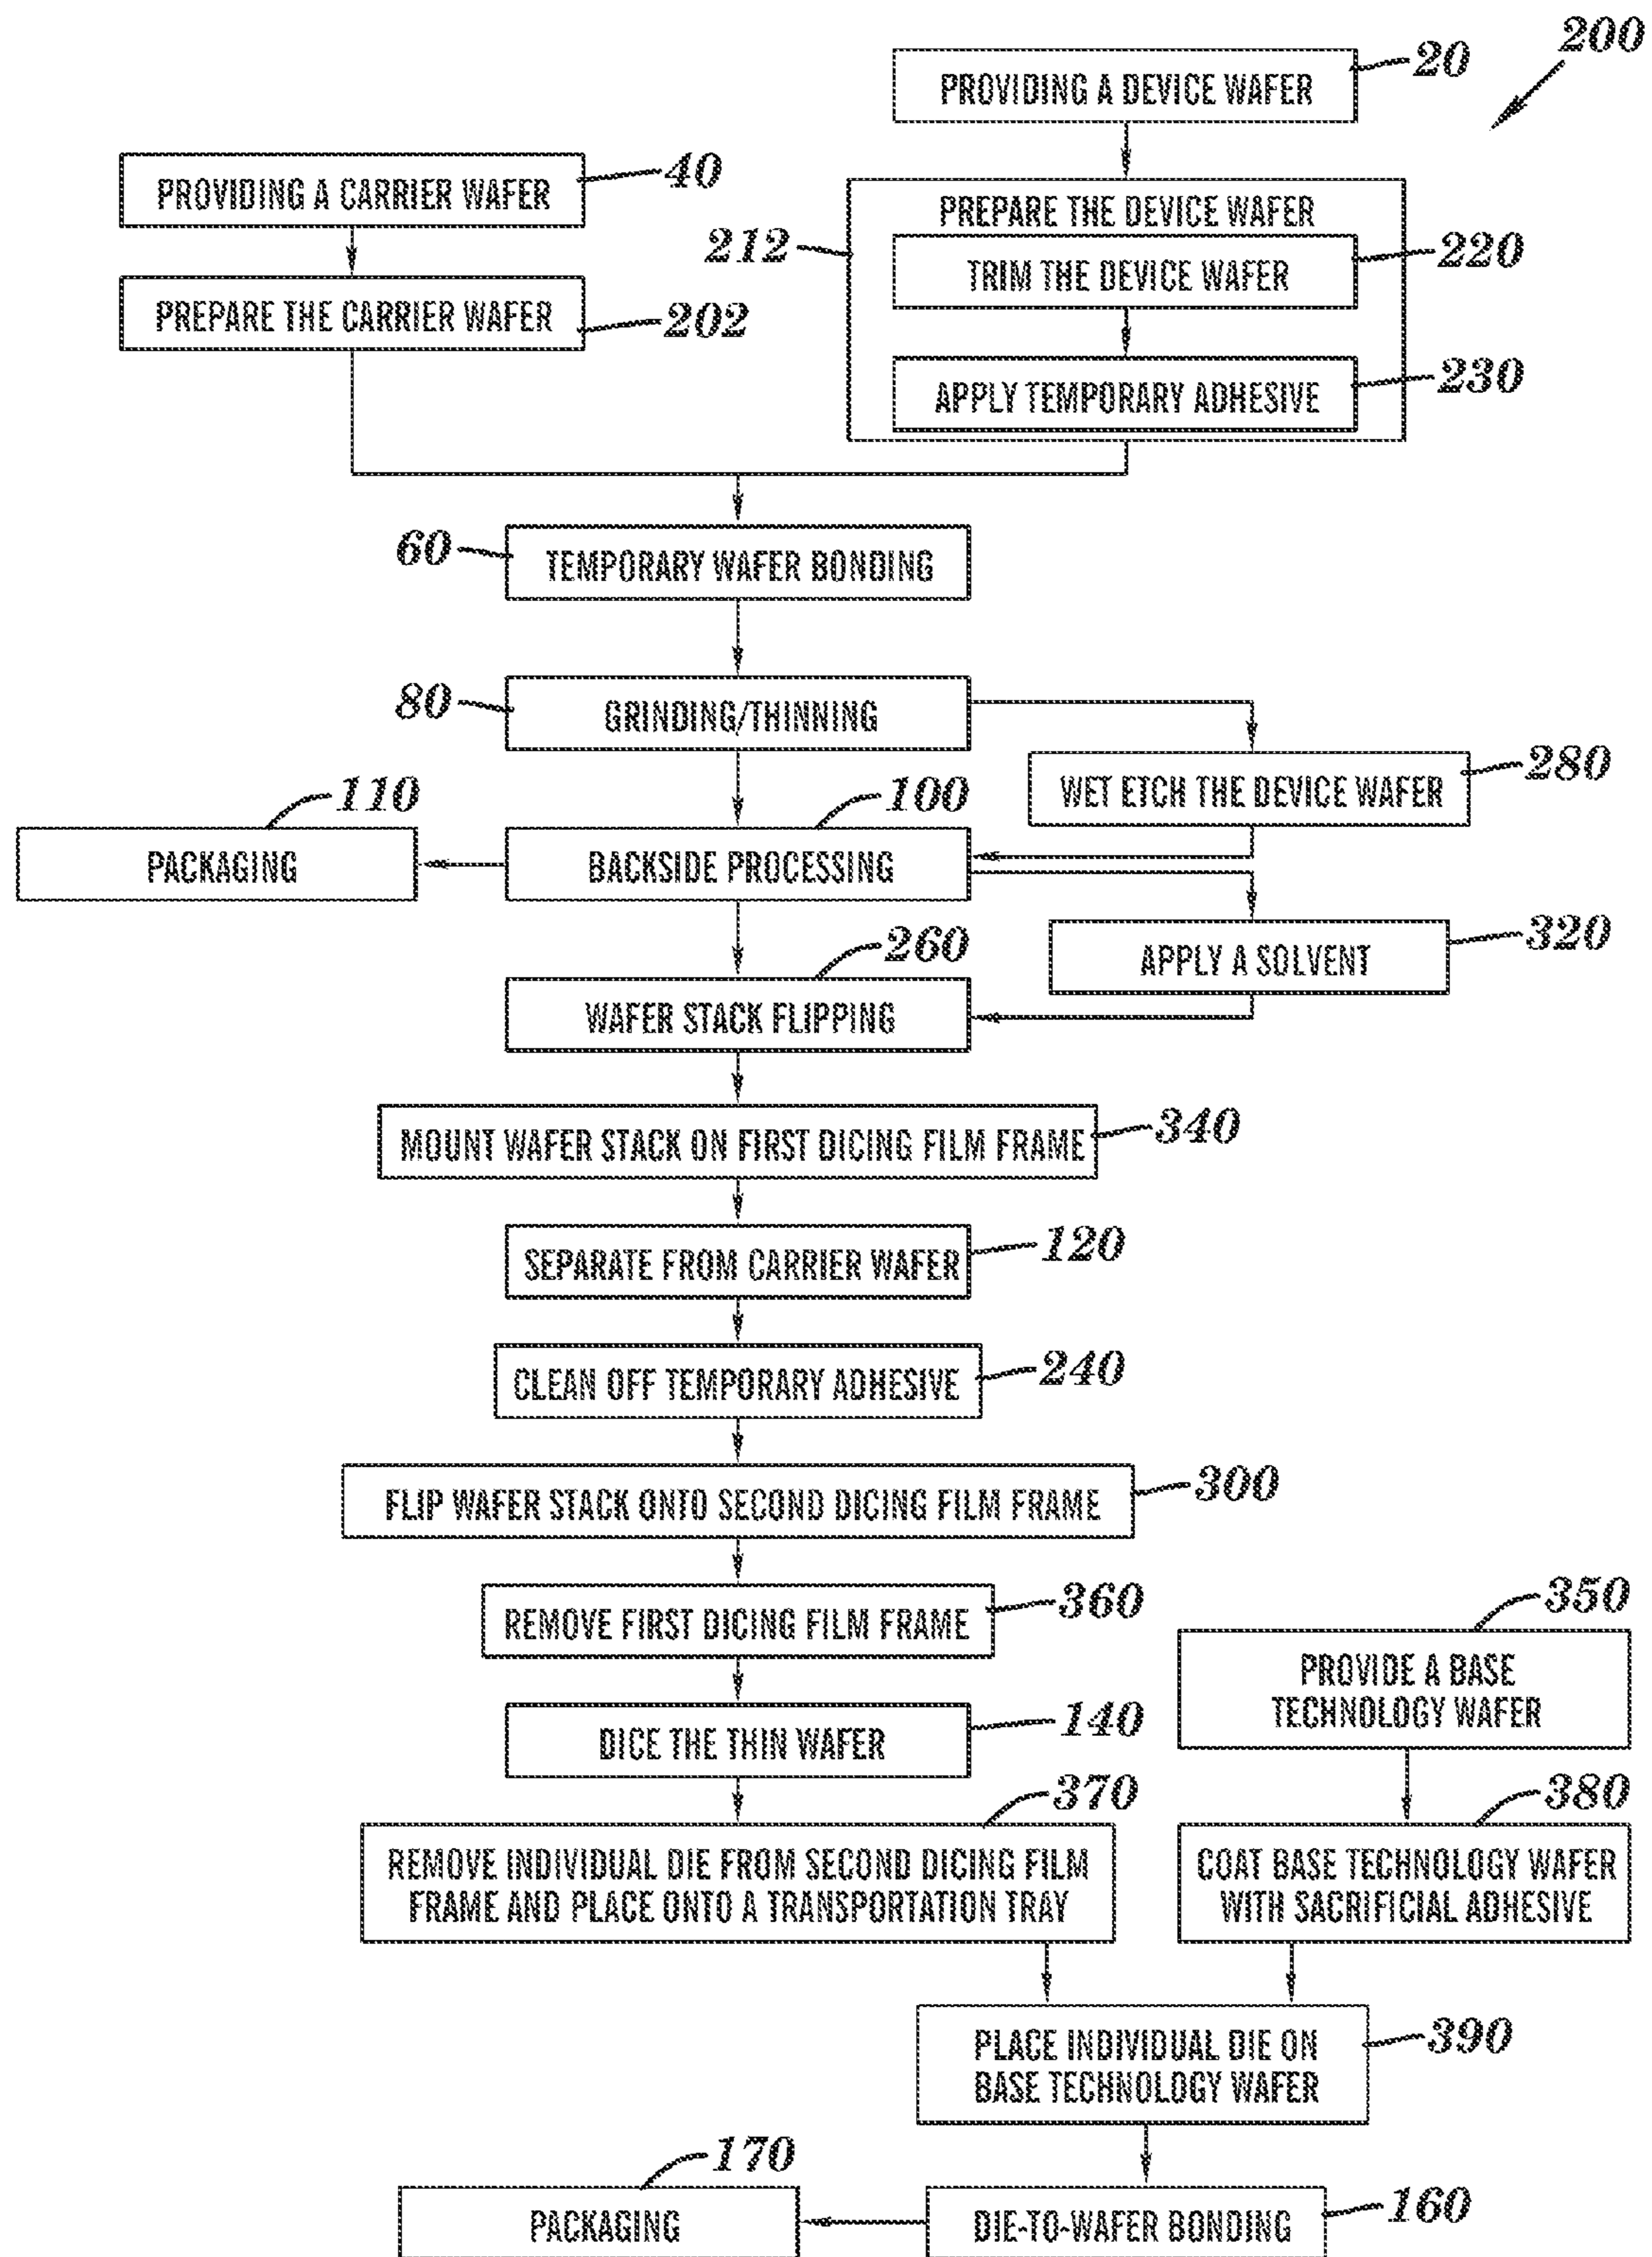 200
PROVIDING A DEVICE WAFER
20
PROVIDING A CARRIER WAFER
40
PREPARE THE CARRIER WAFER
202
212
PREPARE THE DEVICE WAFER
TRIM THE DEVICE WAFER
220
APPLY TEMPORARY ADHESIVE
230
60
TEMPORARY WAFER BONDING
80
GRINDING/THINNING
WET ETCH THE DEVICE WAFER
280
110
PACKAGING
100
BACKSIDE PROCESSING
APPLY A SOLVENT
320
260
WAFER STACK FLIPPING
MOUNT WAFER STACK ON FIRST DICING FILM FRAME
340
SEPARATE FROM CARRIER WAFER
120
CLEAN OFF TEMPORARY ADHESIVE
240
FLIP WAFER STACK ONTO SECOND DICING FILM FRAME
300
REMOVE FIRST DICING FILM FRAME
360
350
PROVIDE A BASE
TECHNOLOGY WAFER
DICE THE THIN WAFER
140
370
REMOVE INDIVIDUAL DIE FROM SECOND DICING FILM
FRAME AND PLACE ONTO A TRANSPORTATION TRAY
380
COAT BASE TECHNOLOGY WAFER
WITH SACRIFICIAL ADHESIVE
PLACE INDIVIDUAL DIE ON
BASE TECHNOLOGY WAFER
390
170
PACKAGING
DIE-TO-WAFER BONDING
160